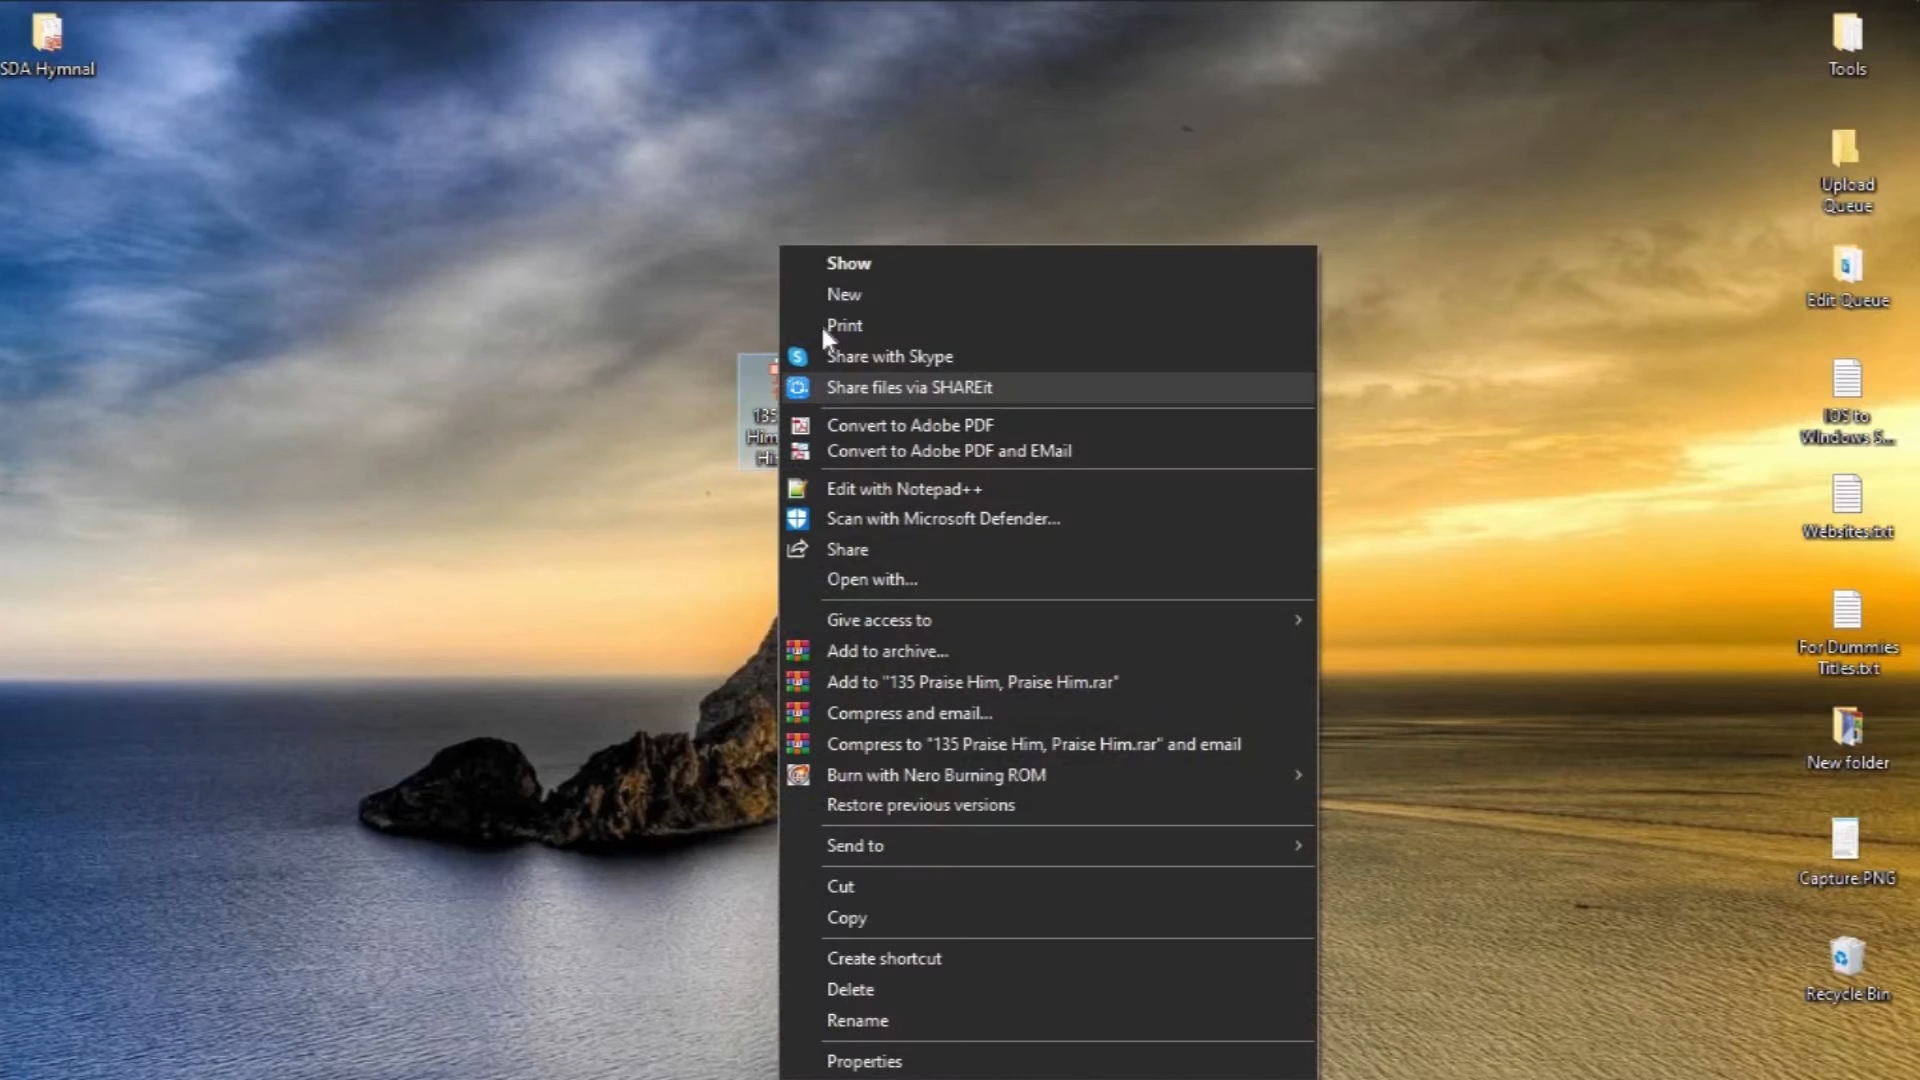 SDA Hymnal
Tools
Upload
Queue
Edit Queue
IOS to
Windows S...
Websites.txt
For Dummies
Titles.txt
New folder
Capture.PNG
Recycle Bin
135
Him
Hi
Show
New
Print
Share with Skype
Share files via SHAREit
Convert to Adobe PDF
Convert to Adobe PDF and EMail
Edit with Notepad++
Scan with Microsoft Defender...
Share
Open with...
Give access to
Add to archive...
Add to "135 Praise Him, Praise Him.rar"
Compress and email...
Compress to "135 Praise Him, Praise Him.rar" and email
Burn with Nero Burning ROM
Restore previous versions
Send to
Cut
Copy
Create shortcut
Delete
Rename
Properties